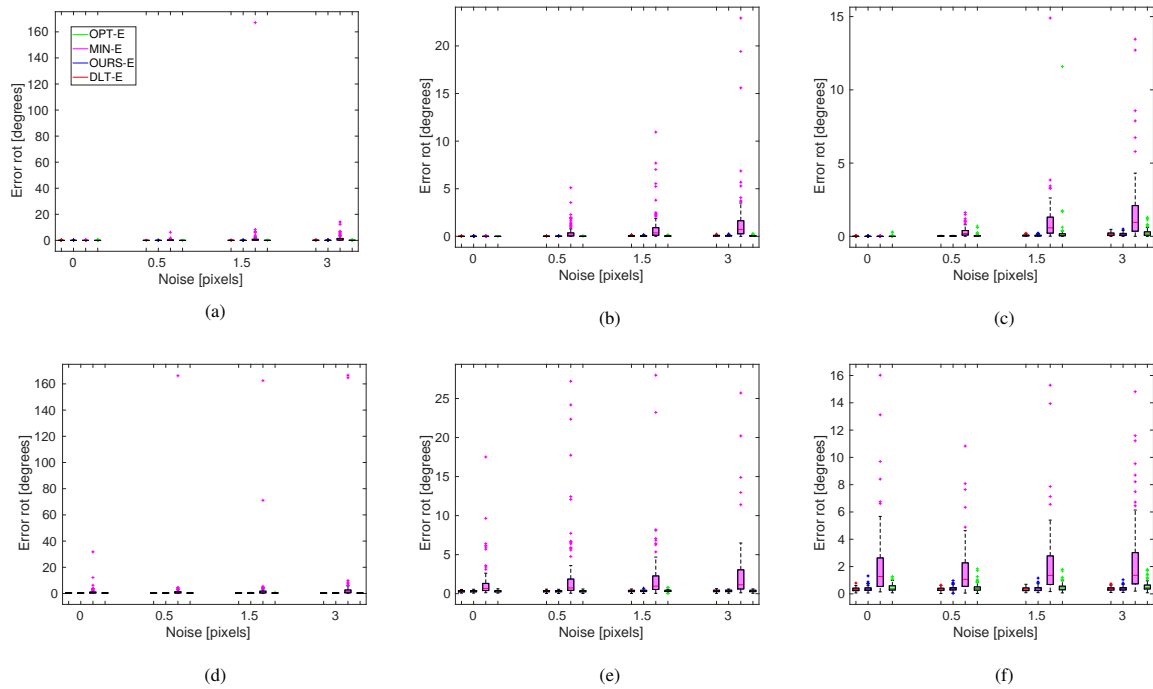 160
140
120
100
80
60
40
20
0
Error rot [degrees]
OPT-E
MIN-E
OURS-E
DLT-E
0 0.5 1.5 3
Noise [pixels]
(a)
20
15
10
5
0
Error rot [degrees]
0 0.5 1.5 3
Noise [pixels]
(b)
15
10
5
0
Error rot [degrees]
0 0.5 1.5 3
Noise [pixels]
(c)
160
140
120
100
80
60
40
20
0
Error rot [degrees]
0 0.5 1.5 3
Noise [pixels]
(d)
25
20
15
10
5
0
Error rot [degrees]
0 0.5 1.5 3
Noise [pixels]
(e)
16
14
12
10
8
6
4
2
0
Error rot [degrees]
0 0.5 1.5 3
Noise [pixels]
(f)